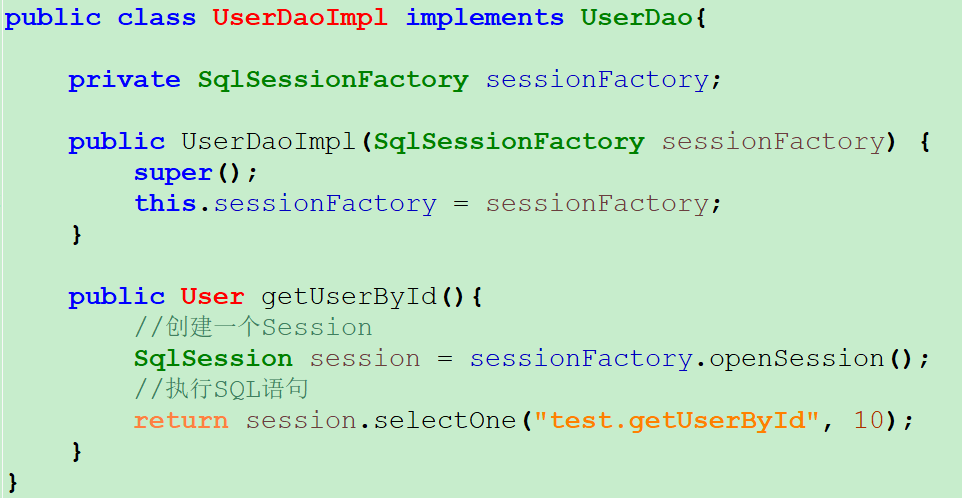 public class UserDaoImpl implements UserDao{
private SqlSessionFactory sessionFactory;
public UserDaoImpl(SqlSessionFactory sessionFactory) {
super();
this.sessionFactory = sessionFactory;
}
public User getUserById(){
//创建一个Session
SqlSession session = sessionFactory.openSession();
//执行SQL语句
return session.selectOne("test.getUserById", 10);
}
}